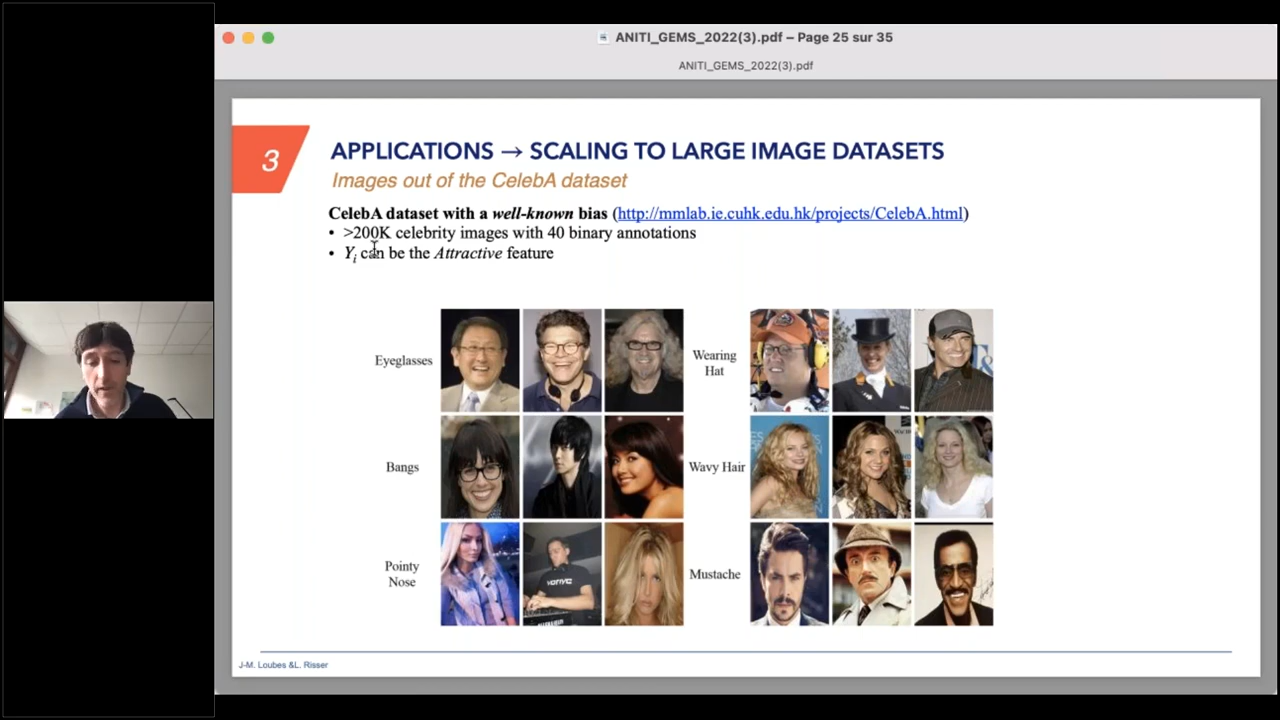 ANITI_GEMS_2022(3).pdf – Page 25 sur 35
ANITI_GEMS_2022(3).pdf
3
APPLICATIONS → SCALING TO LARGE IMAGE DATASETS
Images out of the CelebA dataset
CelebA dataset with a well-known bias (http://mmlab.ie.cuhk.edu.hk/projects/CelebA.html)
• >200K celebrity images with 40 binary annotations
• Yi can be the Attractive feature
Eyeglasses
Wearing
Hat
Bangs
Wavy Hair
Pointy
Nose
Mustache
J-M. Loubes &L. Risser